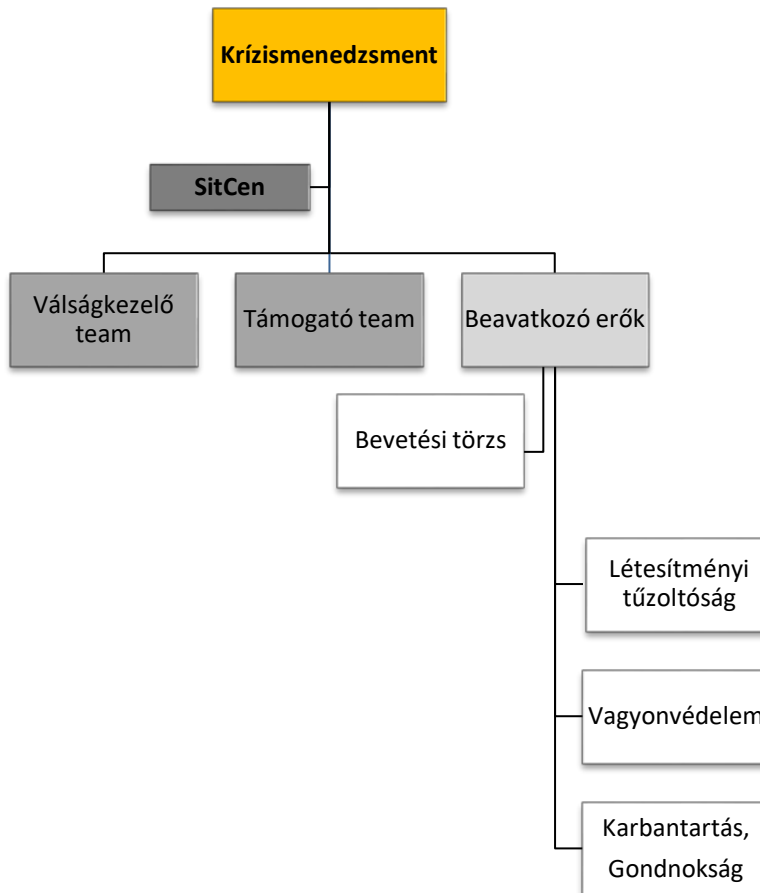 Krízismenedzsment
SitCen
Válságkezelő
team
Támogató team
Beavatkozó erők
Bevetési törzs
Létesítményi
tűzoltóság
Vagyonvédelem
Karbantartás,
Gondnokság